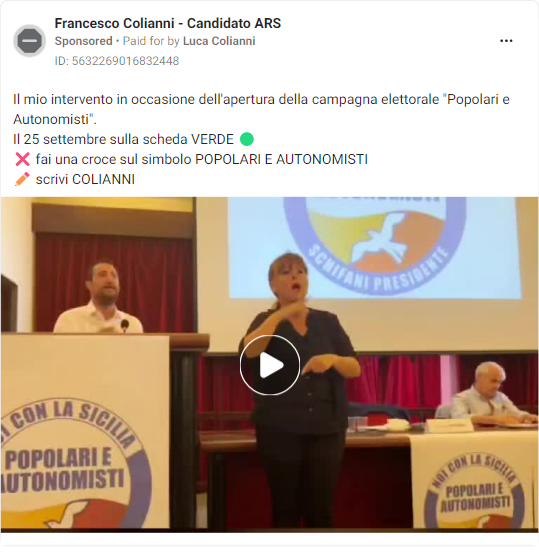 Francesco Colianni - Candidato ARS
Sponsored • Paid for by Luca Colianni
ID: 5632269016832448
Il mio intervento in occasione dell'apertura della campagna elettorale "Popolari e
Autonomisti".
Il 25 settembre sulla scheda VERDE 🟢
❌ fai una croce sul simbolo POPOLARI E AUTONOMISTI
✏️ scrivi COLIANNI
SCHIFANI PRESIDENTE
NOI CON LA SICILIA
POPOLARI E
AUTONOMISTI
NOI CON LA SICILIA
POPOLARI E
AUTONOMISTI